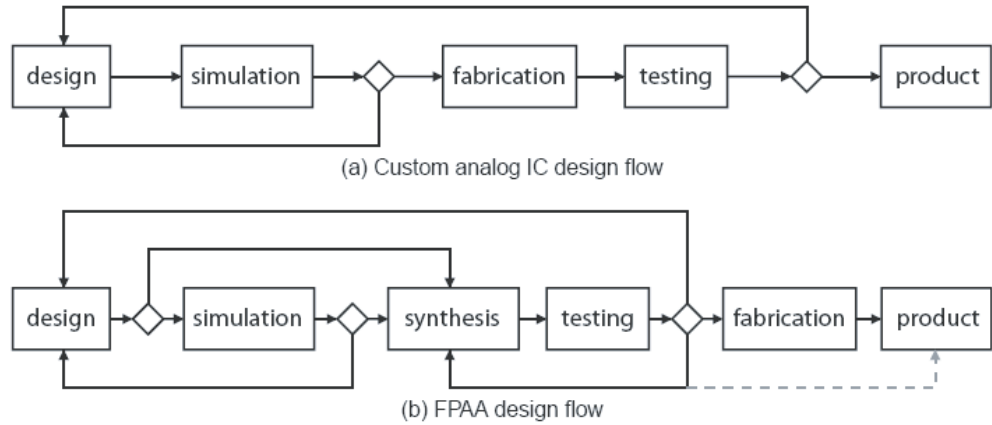 design simulation fabrication testing product
(a) Custom analog IC design flow
design simulation synthesis testing fabrication product
(b) FPAA design flow